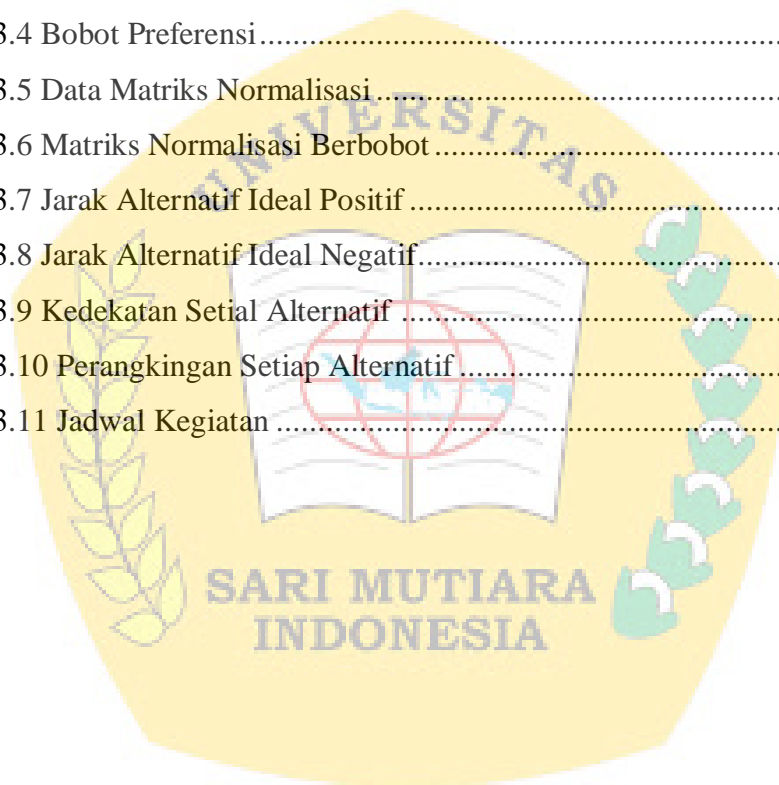 3.4 Bobot Preferensi................................................................................
3.5 Data Matriks Normalisasi................................................................
3.6 Matriks Normalisasi Berbobot......................................................
3.7 Jarak Alternatif Ideal Positif .........................................................
3.8 Jarak Alternatif Ideal Negatif........................................................
3.9 Kedekatan Setial Alternatif ..........................................................
3.10 Perangkingan Setiap Alternatif ..................................................
3.11 Jadwal Kegiatan ..........................................................................
UNIVERSITAS
SARI MUTIARA
INDONESIA